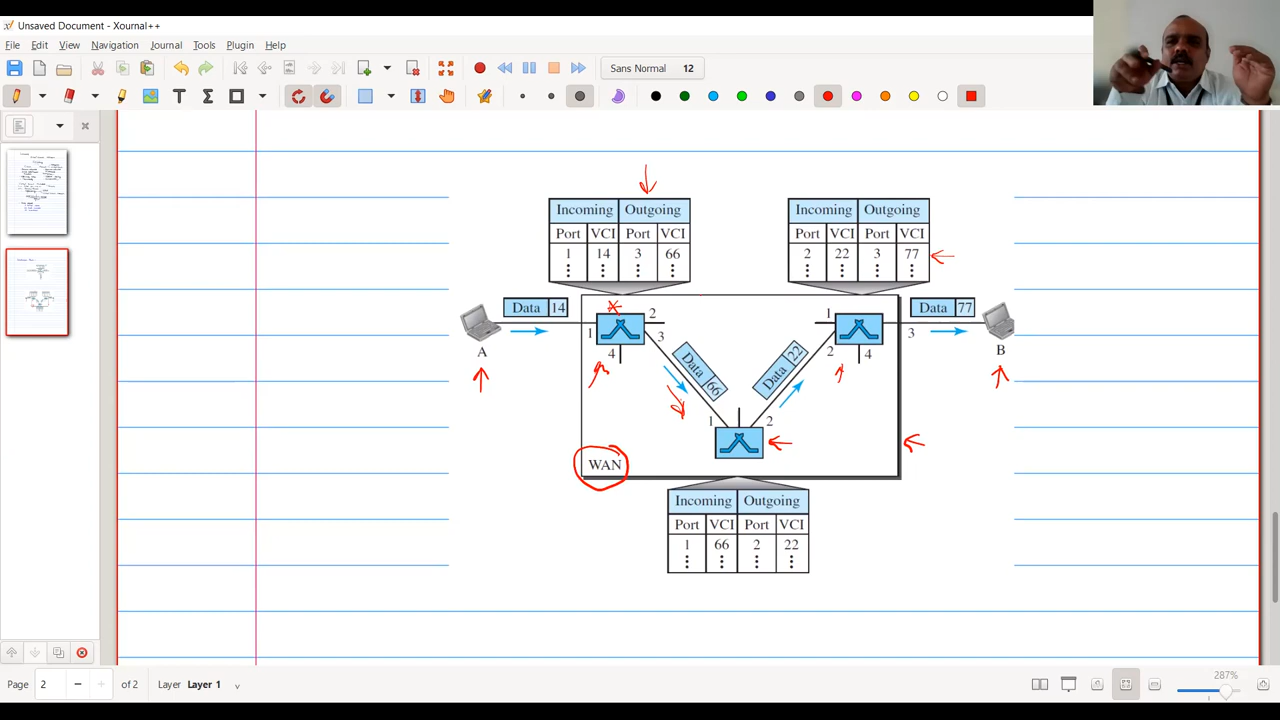 Unsaved Document - Xournal++
File Edit View Navigation Journal Tools Plugin Help
Sans Normal 12
Incoming Outgoing
Port VCI Port VCI
1 14 3 66
Incoming Outgoing
Port VCI Port VCI
2 22 3 77
Data 14
Data 77
A
1
2
3
4
Data 66
Data 22
1
2
3
4
B
1
2
WAN
Incoming Outgoing
Port VCI Port VCI
1 66 2 22
Page 2 of 2 Layer Layer 1
287%